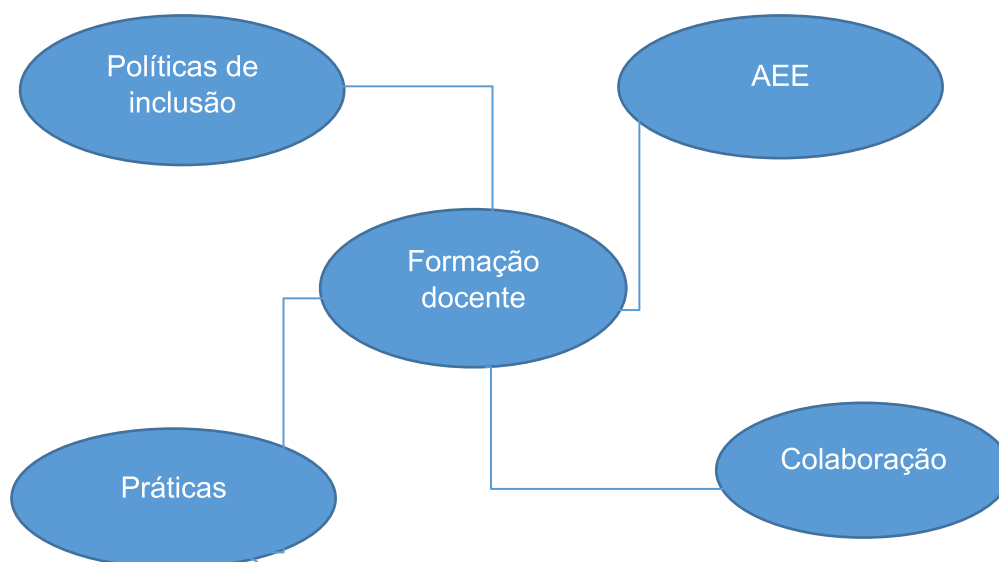 Políticas de
inclusão
AEE
Formação
docente
Colaboração
Práticas